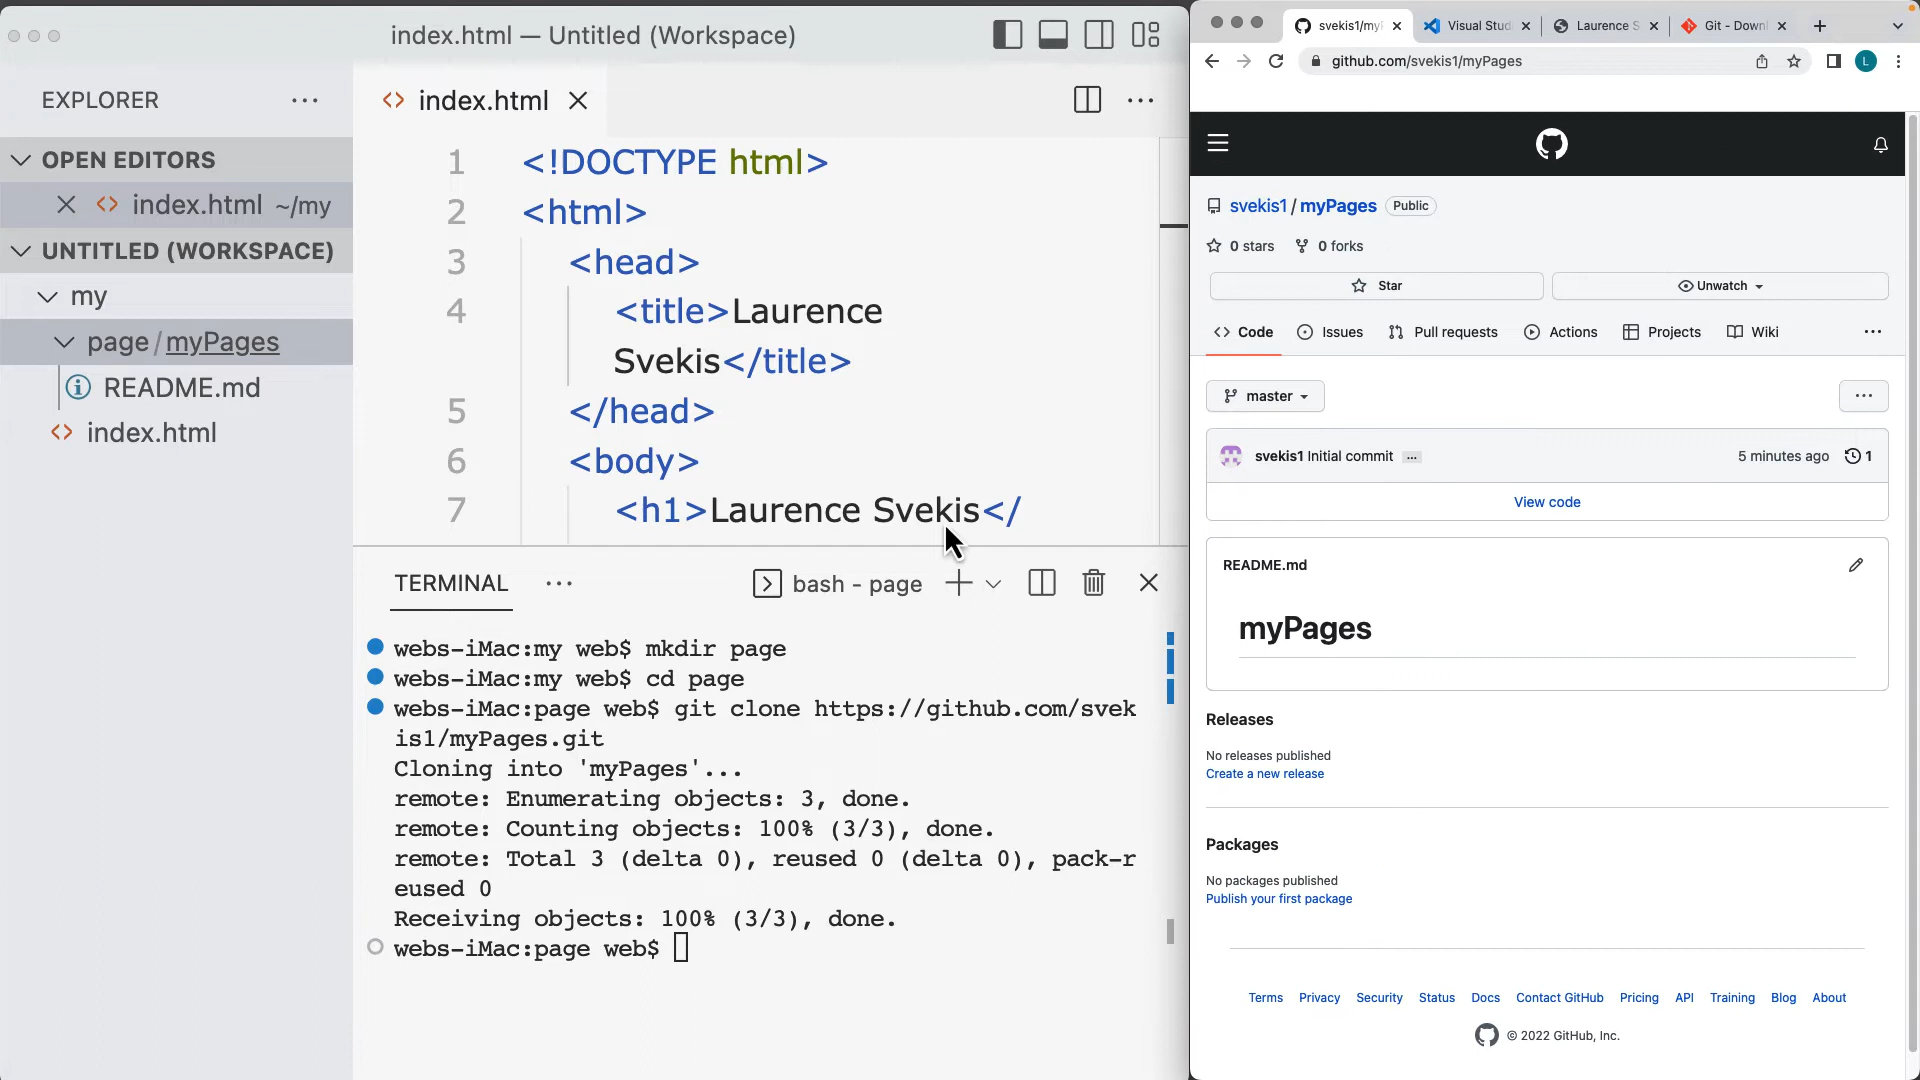 index.html — Untitled (Workspace)
EXPLORER
OPEN EDITORS
index.html ~/my
UNTITLED (WORKSPACE)
my
page / myPages
README.md
index.html
index.html
1 <!DOCTYPE html>
2 <html>
3 <head>
4 <title>Laurence
Svekis</title>
5 </head>
6 <body>
7 <h1>Laurence Svekis</
TERMINAL
bash - page
webs-iMac:my web$ mkdir page
webs-iMac:my web$ cd page
webs-iMac:page web$ git clone https://github.com/svek
is1/myPages.git
Cloning into 'myPages'...
remote: Enumerating objects: 3, done.
remote: Counting objects: 100% (3/3), done.
remote: Total 3 (delta 0), reused 0 (delta 0), pack-r
eused 0
Receiving objects: 100% (3/3), done.
webs-iMac:page web$
svekis1/my
Visual Stud
Laurence S
Git - Down
github.com/svekis1/myPages
L
svekis1 / myPages Public
0 stars 0 forks
Star
Unwatch
Code Issues Pull requests Actions Projects Wiki
master
svekis1 Initial commit ... 5 minutes ago 1
View code
README.md
myPages
Releases
No releases published
Create a new release
Packages
No packages published
Publish your first package
Terms Privacy Security Status Docs Contact GitHub Pricing API Training Blog About
© 2022 GitHub, Inc.